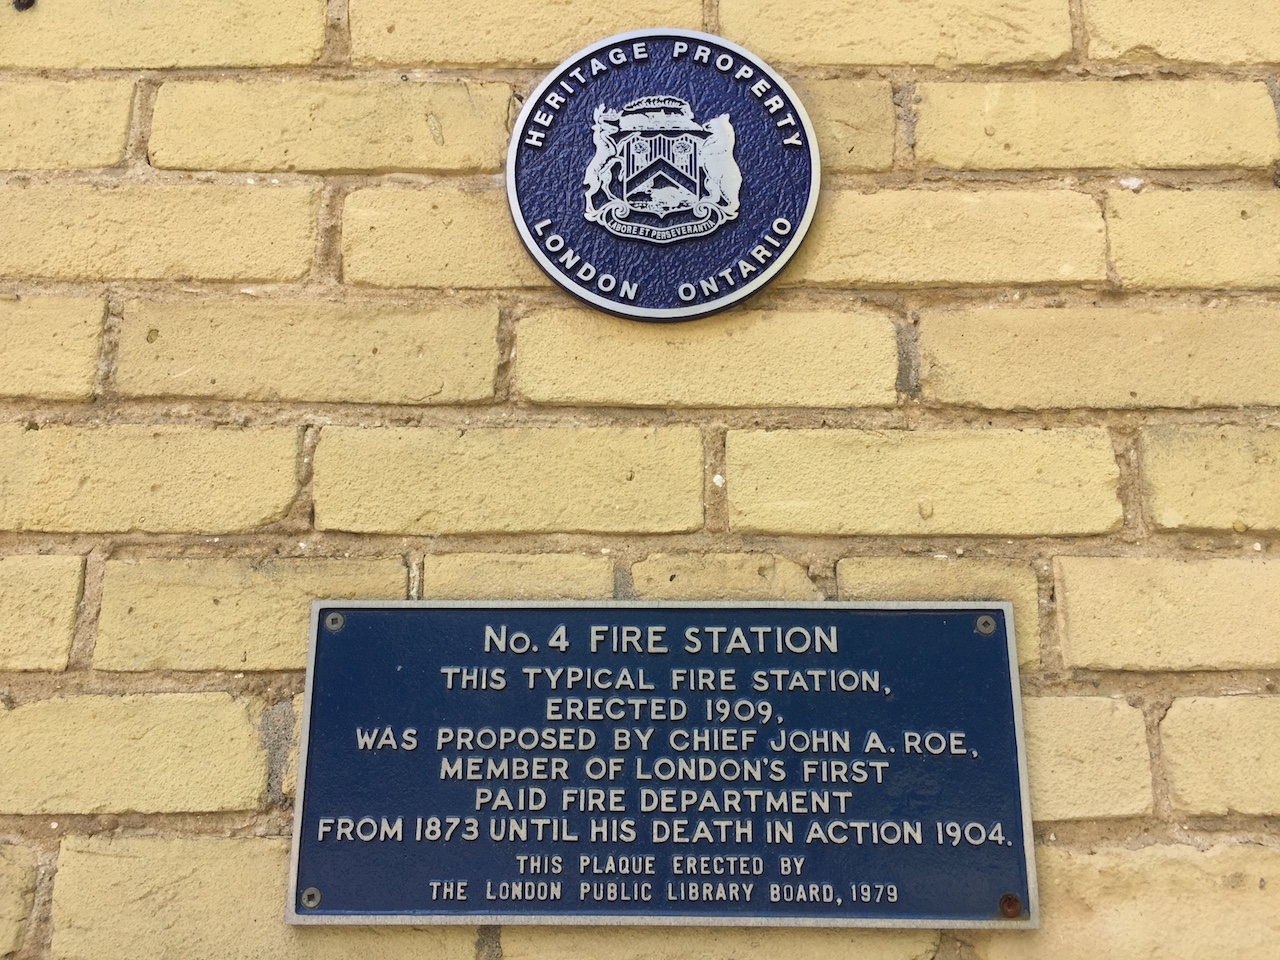 HERITAGE PROPERTY
LABORE ET PERSEVERANTIA
LONDON ONTARIO
No. 4 FIRE STATION
THIS TYPICAL FIRE STATION,
ERECTED 1909,
WAS PROPOSED BY CHIEF JOHN A. ROE,
MEMBER OF LONDON'S FIRST
PAID FIRE DEPARTMENT
FROM 1873 UNTIL HIS DEATH IN ACTION 1904.
THIS PLAQUE ERECTED BY
THE LONDON PUBLIC LIBRARY BOARD, 1979